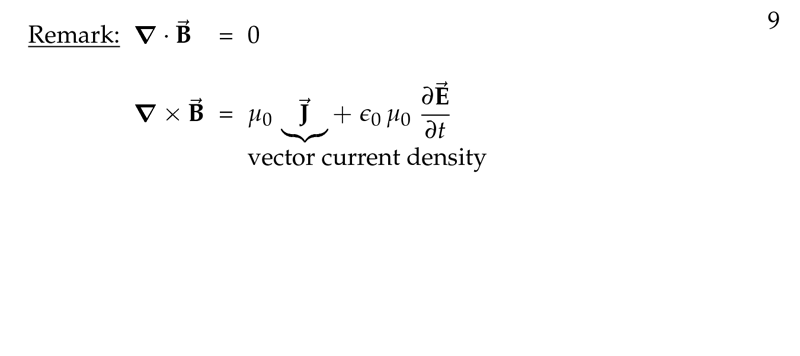 9
Remark: ∇ · B⃗ = 0
∇ × B⃗ = μ₀ J⃗ + ϵ₀ μ₀ ∂E⃗/∂t
vector current density